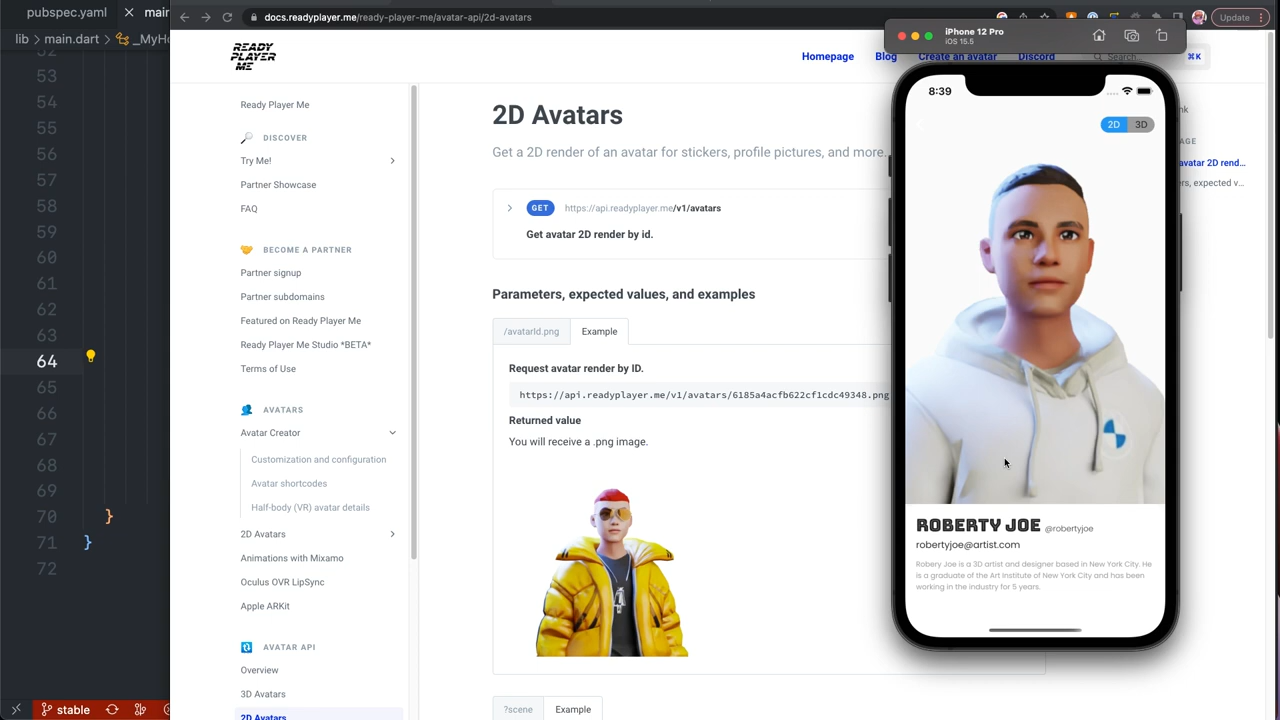 pubspec.yaml
main
lib › main.dart › _MyHo
52
53
54
55
56
57
58
59
60
61
62
63
64
65
66
67
68
69
70 }
71 }
72
stable
docs.readyplayer.me/ready-player-me/avatar-api/2d-avatars
Update
READY
PLAYER
ME
Homepage
Blog
Create an avatar
Discord
Search
⌘K
Ready Player Me
DISCOVER
Try Me!
Partner Showcase
FAQ
BECOME A PARTNER
Partner signup
Partner subdomains
Featured on Ready Player Me
Ready Player Me Studio *BETA*
Terms of Use
AVATARS
Avatar Creator
Customization and configuration
Avatar shortcodes
Half-body (VR) avatar details
2D Avatars
Animations with Mixamo
Oculus OVR LipSync
Apple ARKit
AVATAR API
Overview
3D Avatars
2D Avatars
2D Avatars
Get a 2D render of an avatar for stickers, profile pictures, and more.
GET https://api.readyplayer.me/v1/avatars
Get avatar 2D render by id.
Parameters, expected values, and examples
/avatarId.png
Example
Request avatar render by ID.
https://api.readyplayer.me/v1/avatars/6185a4acfb622cf1cdc49348.png
Returned value
You will receive a .png image.
?scene
Example
nk
AGE
avatar 2D rend...
ers, expected v...
iPhone 12 Pro
iOS 15.5
8:39
2D
3D
ROBERTY JOE @robertyjoe
robertyjoe@artist.com
Robery Joe is a 3D artist and designer based in New York City. He
is a graduate of the Art Institute of New York City and has been
working in the industry for 5 years.